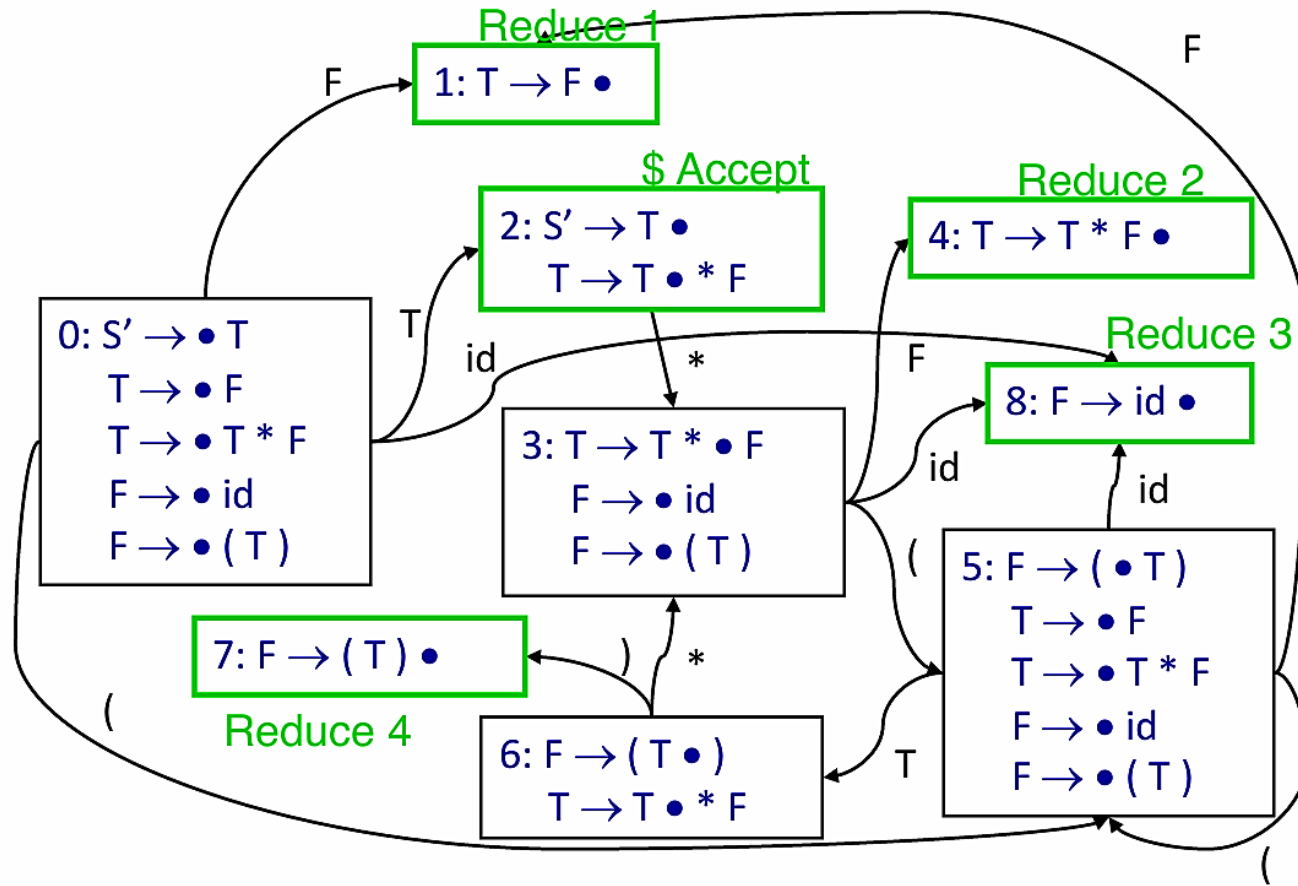 Reduce 1
F
1: T → F •
F
$ Accept
2: S’ → T •
T → T • * F
Reduce 2
4: T → T * F •
0: S’ → • T
T → • F
T → • T * F
F → • id
F → • ( T )
T
id
*
F
Reduce 3
8: F → id •
3: T → T * • F
F → • id
F → • ( T )
id
(
id
5: F → ( • T )
T → • F
T → • T * F
F → • id
F → • ( T )
7: F → ( T ) •
Reduce 4
)
*
(
6: F → ( T • )
T → T • * F
T
(